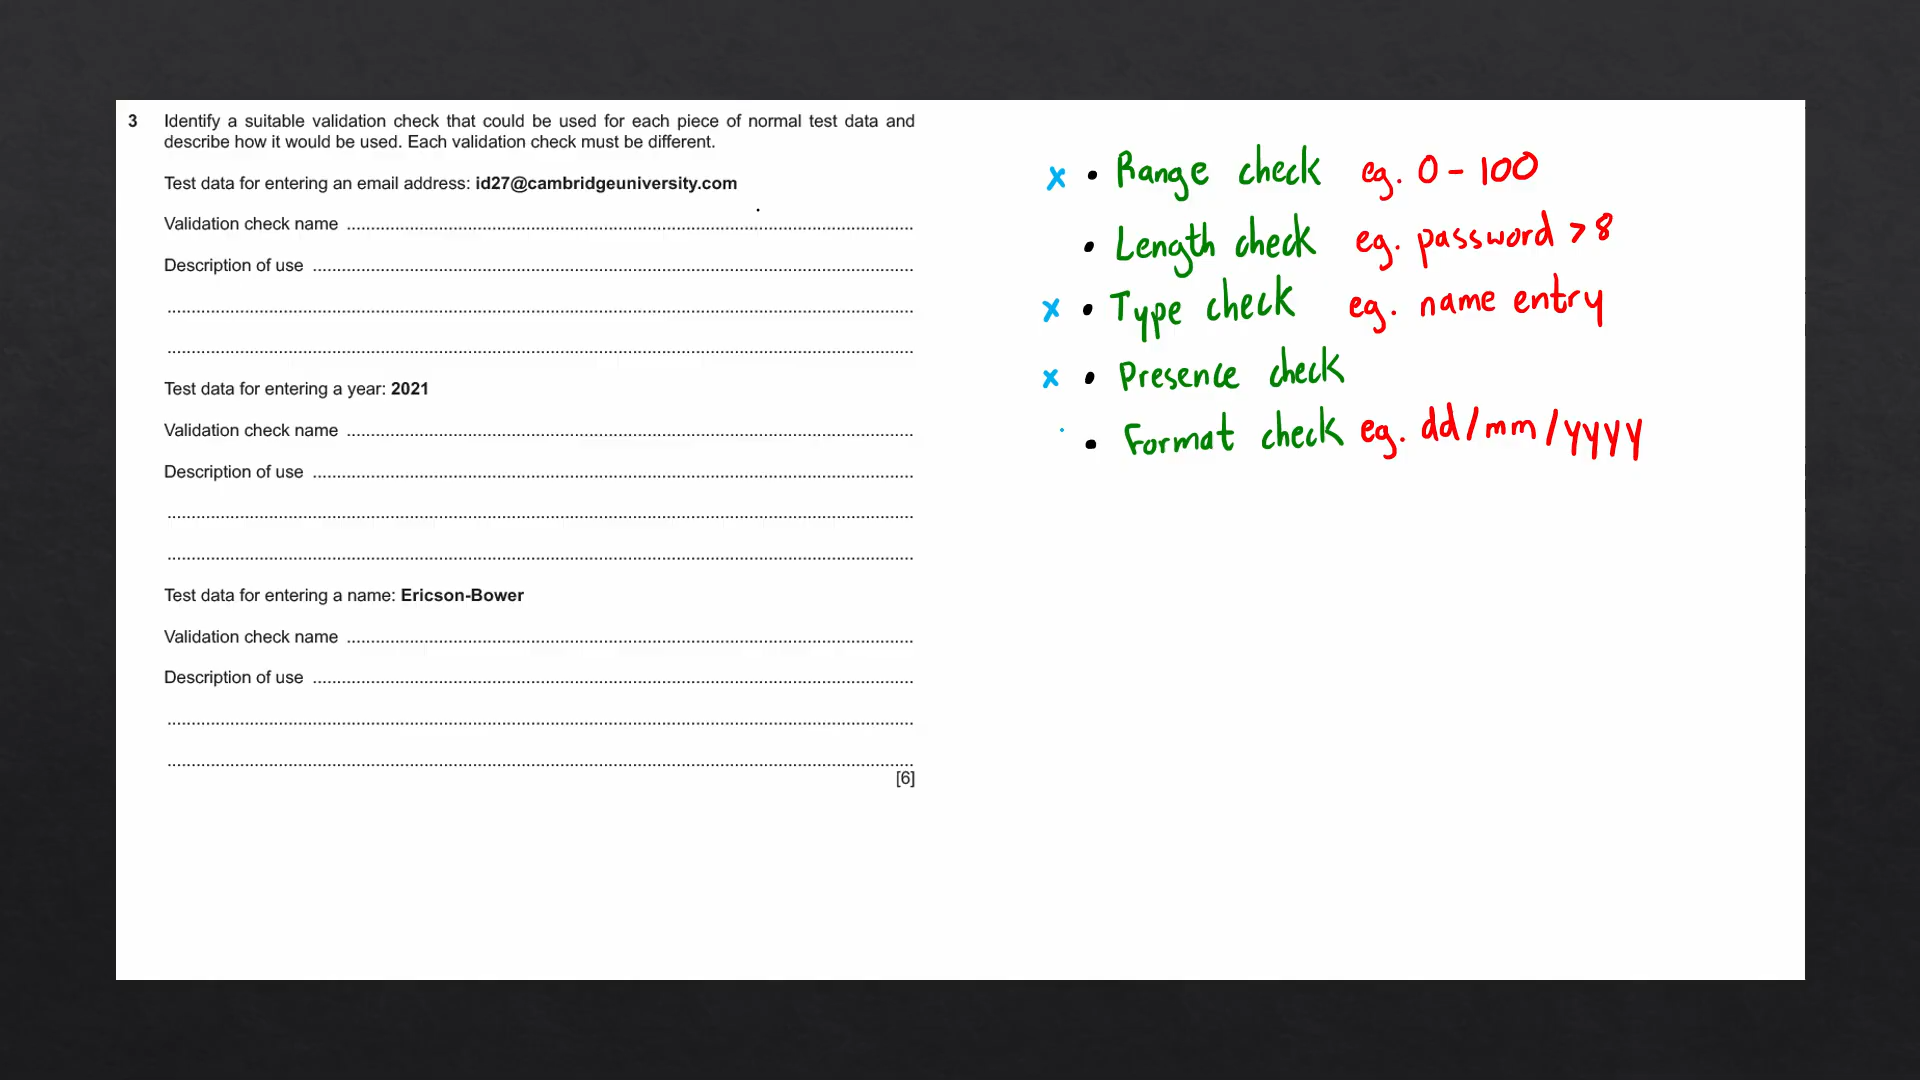 3 Identify a suitable validation check that could be used for each piece of normal test data and
describe how it would be used. Each validation check must be different.
Test data for entering an email address: id27@cambridgeuniversity.com
Validation check name ....................
Description of use ....................
....................
....................
Test data for entering a year: 2021
Validation check name ....................
Description of use ....................
....................
....................
Test data for entering a name: Ericson-Bower
Validation check name ....................
Description of use ....................
....................
....................
[6]
x • Range check eg. 0 - 100
• Length check eg. password > 8
x • Type check eg. name entry
x • Presence check
• Format check eg. dd/mm/yyyy